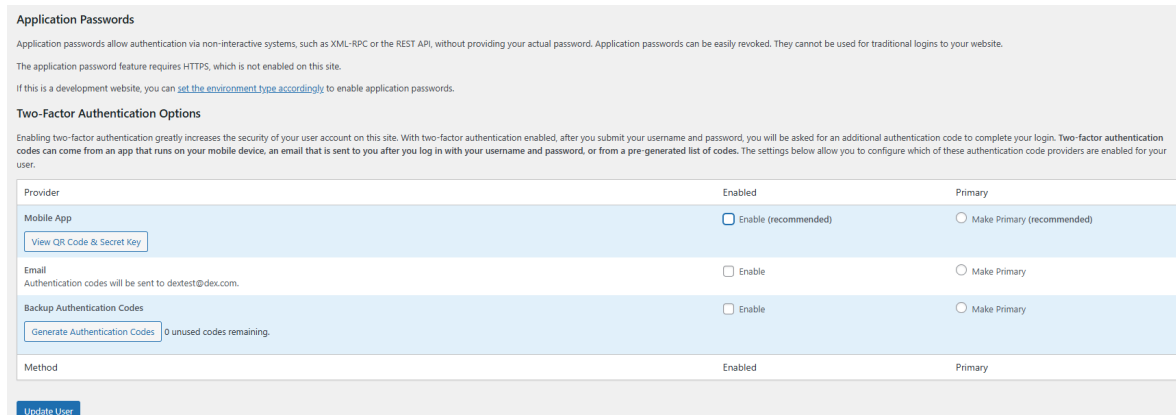 Application Passwords
Application passwords allow authentication via non-interactive systems, such as XML-RPC or the REST API, without providing your actual password. Application passwords can be easily revoked. They cannot be used for traditional logins to your website.
The application password feature requires HTTPS, which is not enabled on this site.
If this is a development website, you can set the environment type accordingly to enable application passwords.
Two-Factor Authentication Options
Enabling two-factor authentication greatly increases the security of your user account on this site. With two-factor authentication enabled, after you submit your username and password, you will be asked for an additional authentication code to complete your login. Two-factor authentication
codes can come from an app that runs on your mobile device, an email that is sent to you after you log in with your username and password, or from a pre-generated list of codes. The settings below allow you to configure which of these authentication code providers are enabled for your
user.
Provider Enabled Primary
Mobile App Enable (recommended) Make Primary (recommended)
View QR Code & Secret Key
Email Enable Make Primary
Authentication codes will be sent to dextest@dex.com.
Backup Authentication Codes Enable Make Primary
Generate Authentication Codes 0 unused codes remaining.
Method Enabled Primary
Update User